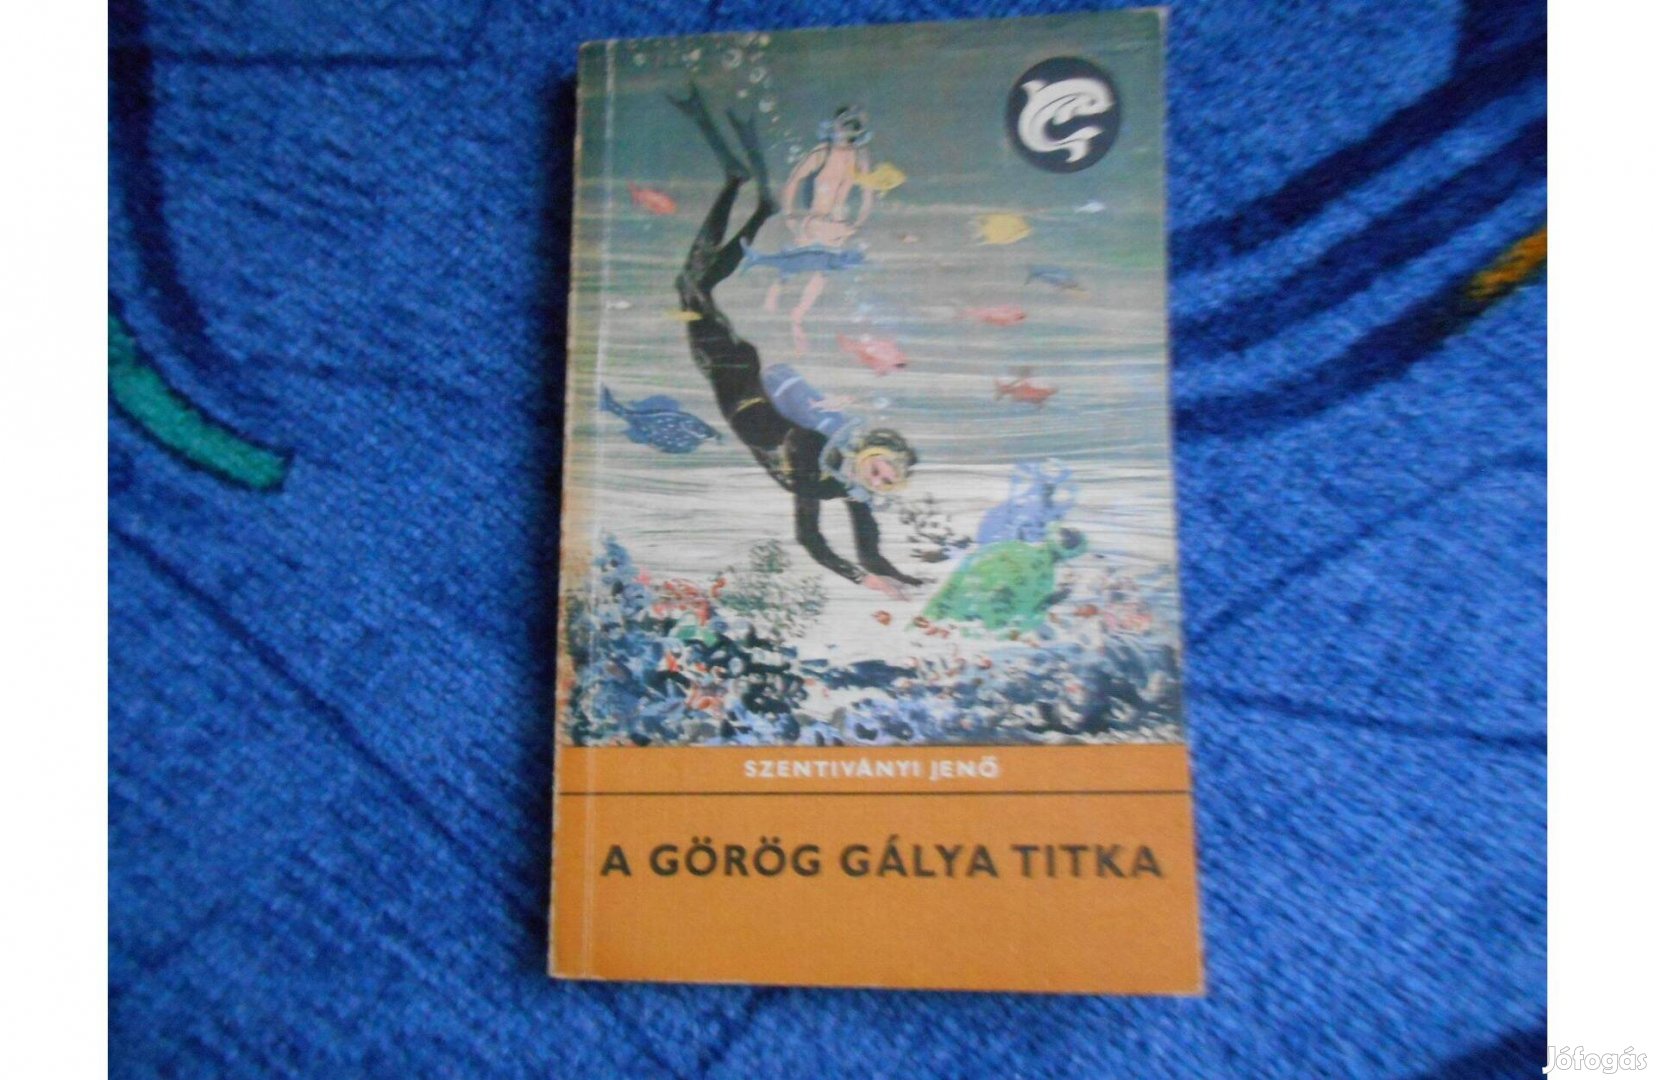 SZENTIVÁNYI JENŐ
A GÖRÖG GÁLYA TITKA
Jófogás